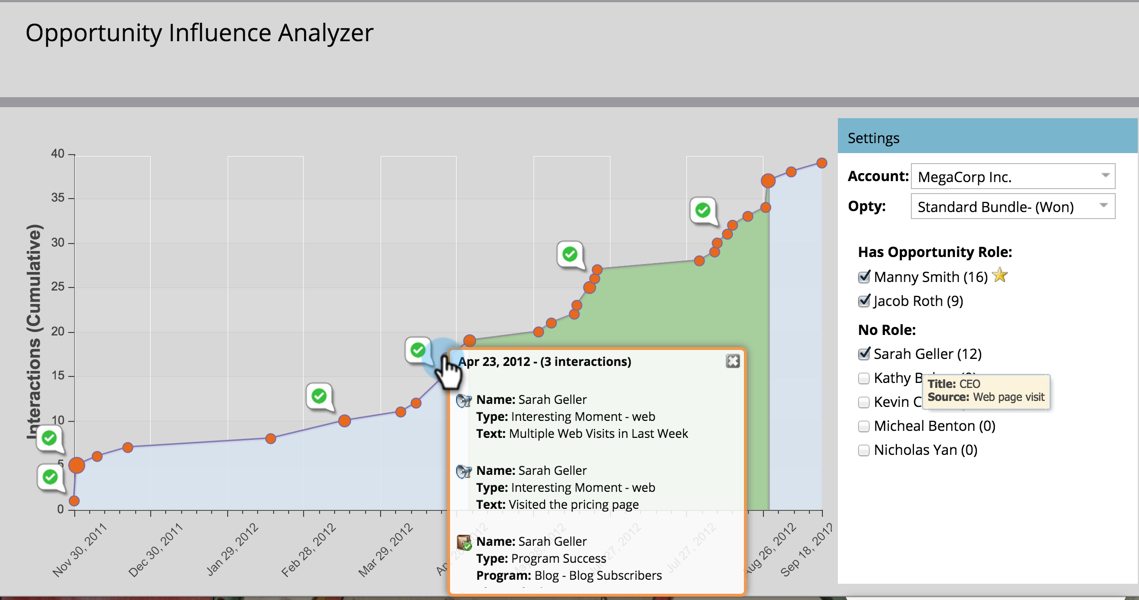 Opportunity Influence Analyzer
Settings
Account: MegaCorp Inc.
Opty: Standard Bundle- (Won)
Has Opportunity Role:
Manny Smith (16)
Jacob Roth (9)
No Role:
Sarah Geller (12)
Kathy
Title: CEO
Source: Web page visit
Kevin
Micheal Benton (0)
Nicholas Yan (0)
Interactions (Cumulative)
40
35
30
25
20
15
10
5
0
Nov 30, 2011
Dec 30, 2011
Jan 29, 2012
Feb 28, 2012
Mar 29, 2012
Jul 27, 2012
Aug 26, 2012
Sep 18, 2012
Apr 23, 2012 - (3 interactions)
Name: Sarah Geller
Type: Interesting Moment - web
Text: Multiple Web Visits in Last Week
Name: Sarah Geller
Type: Interesting Moment - web
Text: Visited the pricing page
Name: Sarah Geller
Type: Program Success
Program: Blog - Blog Subscribers